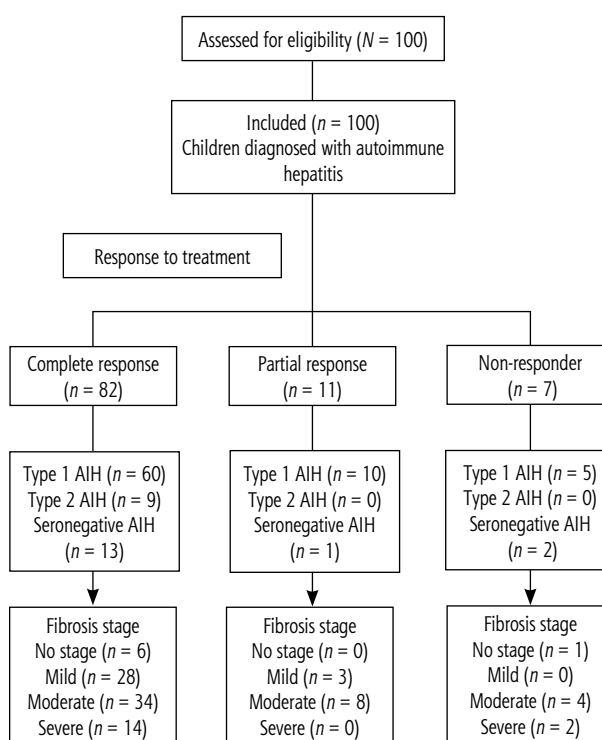 Assessed for eligibility (N = 100)
Included (n = 100)
Children diagnosed with autoimmune
hepatitis
Response to treatment
Complete response
(n = 82)
Partial response
(n = 11)
Non-responder
(n = 7)
Type 1 AIH (n = 60)
Type 2 AIH (n = 9)
Seronegative AIH
(n = 13)
Type 1 AIH (n = 10)
Type 2 AIH (n = 0)
Seronegative AIH
(n = 1)
Type 1 AIH (n = 5)
Type 2 AIH (n = 0)
Seronegative AIH
(n = 2)
Fibrosis stage
No stage (n = 6)
Mild (n = 28)
Moderate (n = 34)
Severe (n = 14)
Fibrosis stage
No stage (n = 0)
Mild (n = 3)
Moderate (n = 8)
Severe (n = 0)
Fibrosis stage
No stage (n = 1)
Mild (n = 0)
Moderate (n = 4)
Severe (n = 2)